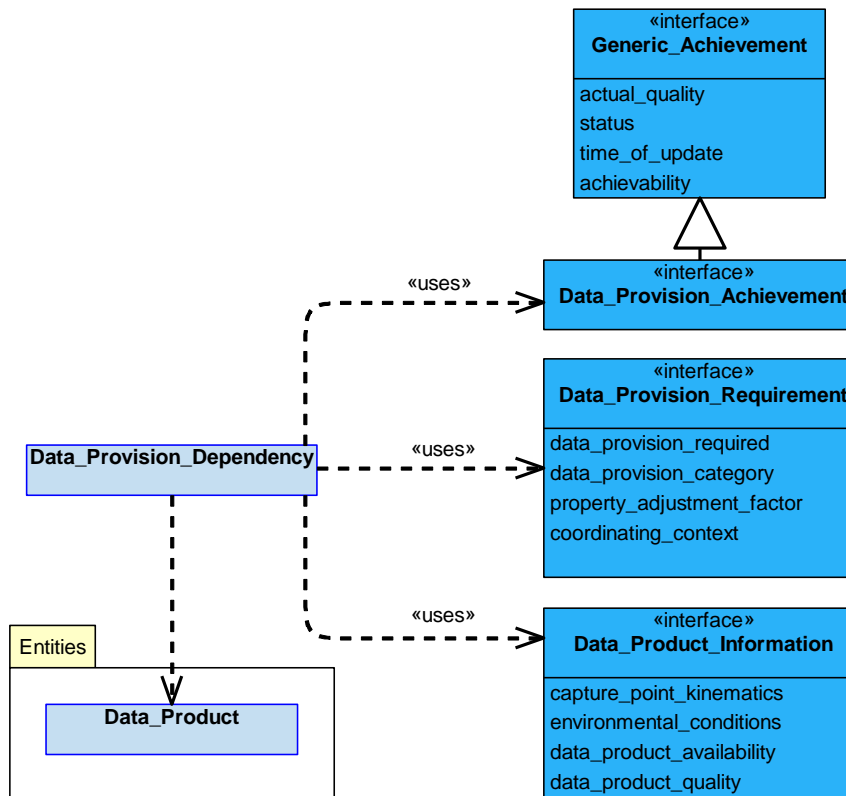 «interface»
Generic_Achievement
actual_quality
status
time_of_update
achievability
«interface»
Data_Provision_Achievement
«uses»
«interface»
Data_Provision_Requirement
data_provision_required
data_provision_category
property_adjustment_factor
coordinating_context
«uses»
Data_Provision_Dependency
«uses»
«interface»
Data_Product_Information
capture_point_kinematics
environmental_conditions
data_product_availability
data_product_quality
Entities
Data_Product